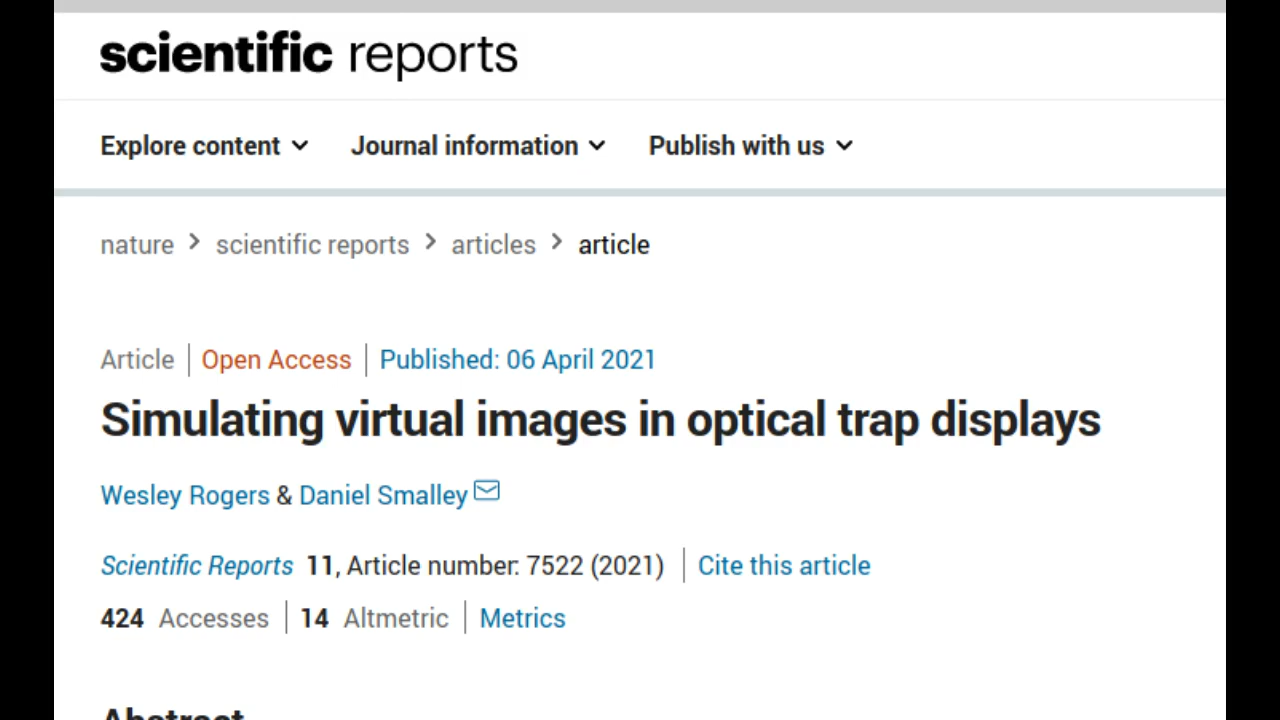 scientific reports
Explore content Journal information Publish with us
nature > scientific reports > articles > article
Article | Open Access | Published: 06 April 2021
Simulating virtual images in optical trap displays
Wesley Rogers & Daniel Smalley
Scientific Reports 11, Article number: 7522 (2021) | Cite this article
424 Accesses | 14 Altmetric | Metrics
Abstract